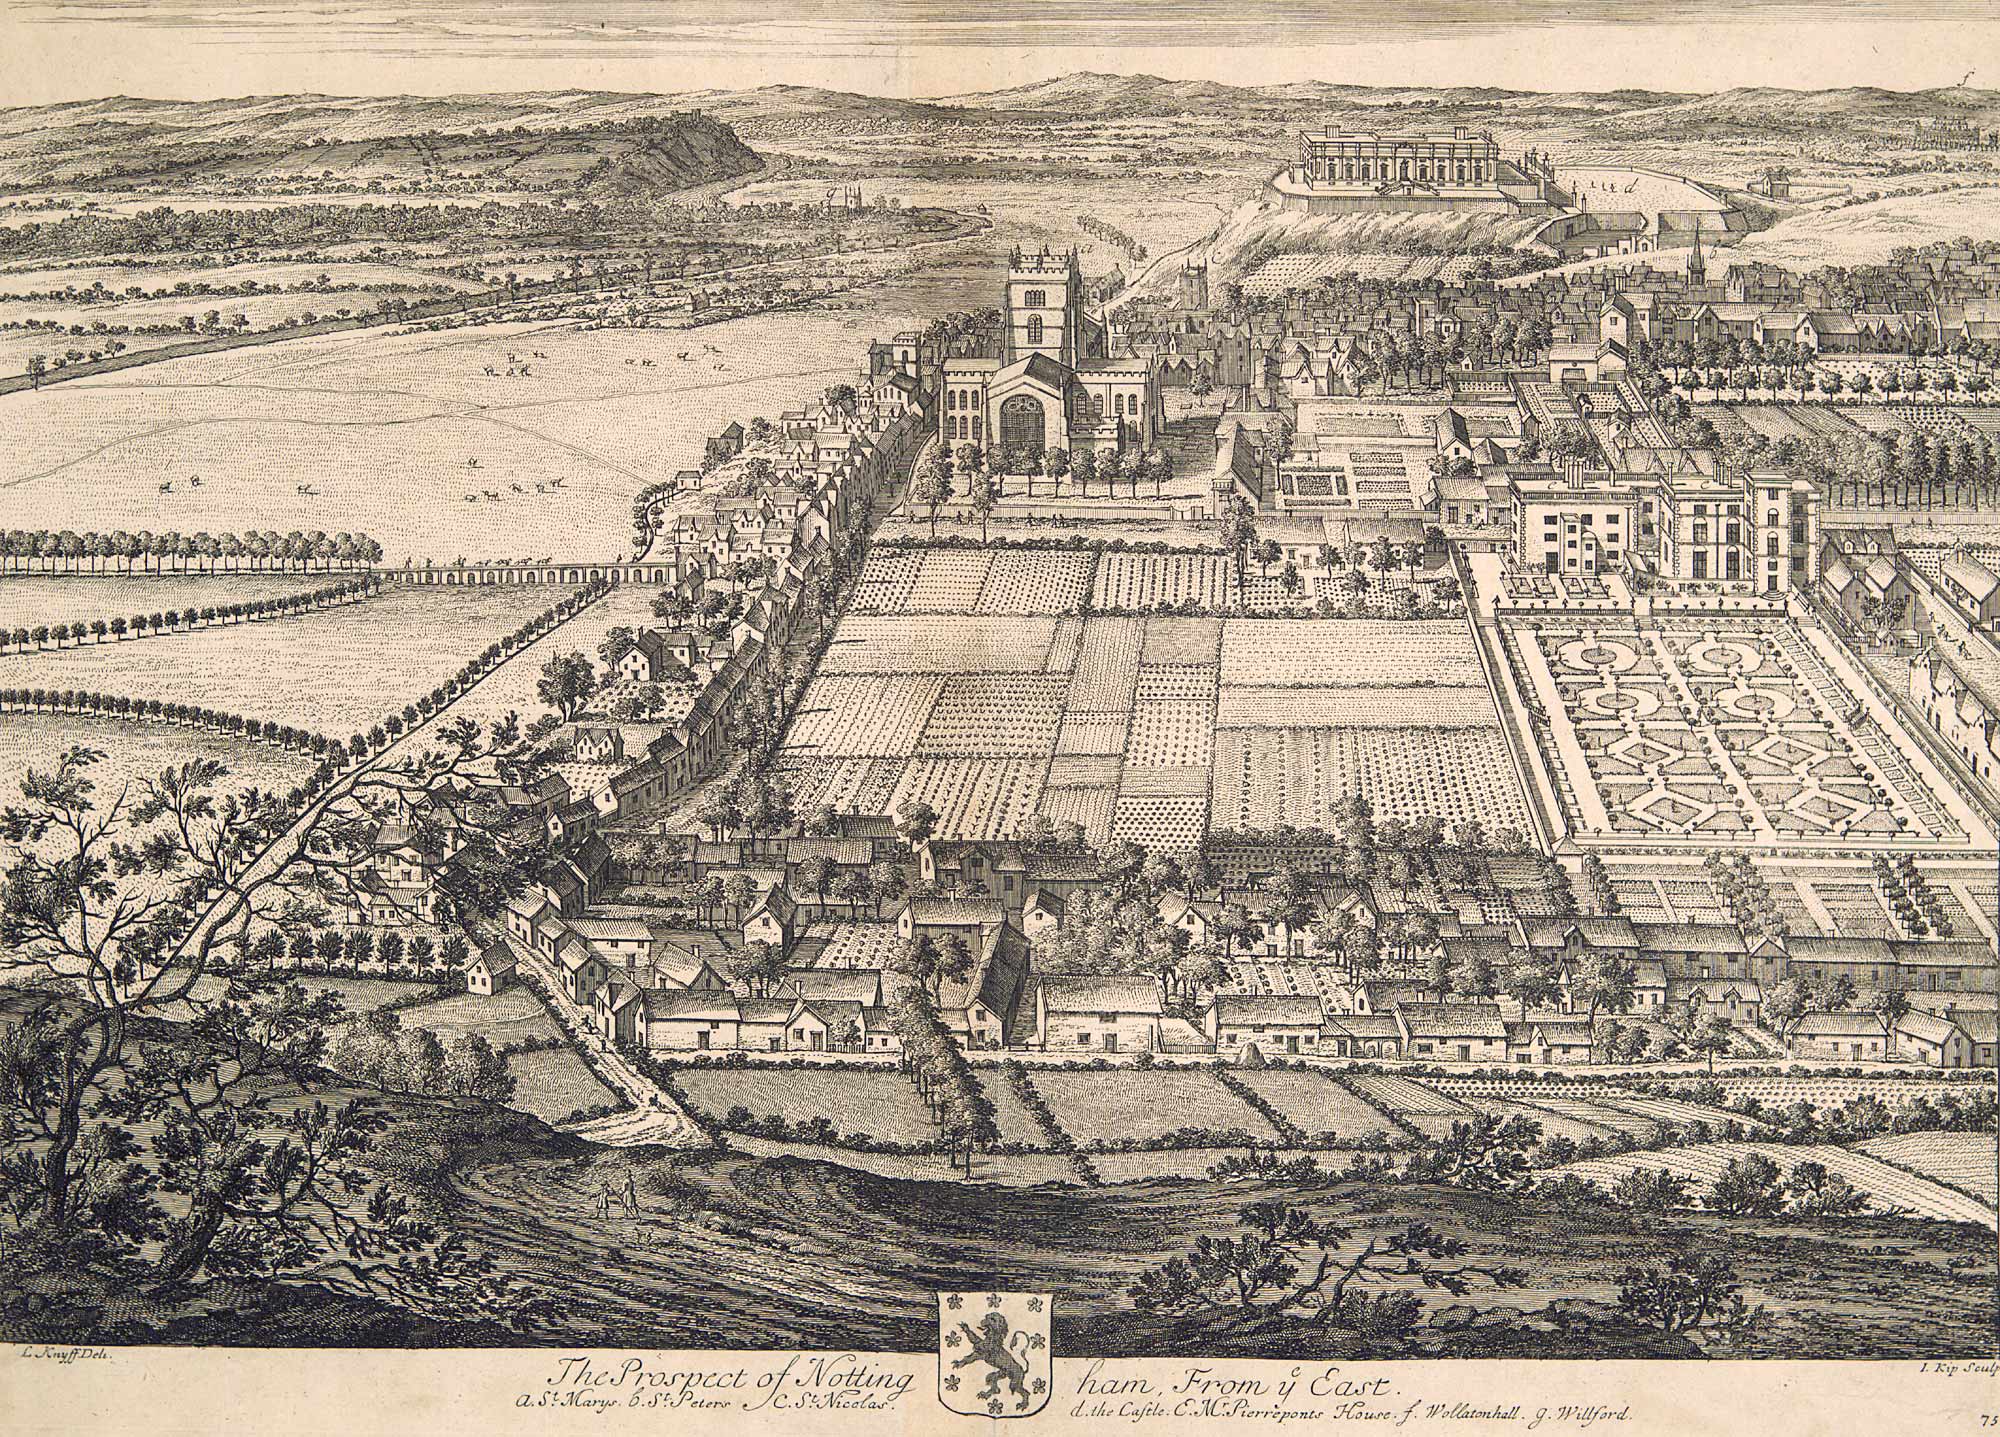 f
g
a
d
c
b
L Knyff Deli.
The Prospect of Notting ham, From yᵉ East.
I. Kip Sculp
a. Sᵗ Marys. b. Sᵗ Peters c. Sᵗ Nicolas. d. the Castle. E. Mʳ Pierreponts House. f. Wollatonhall. g. Willford.
75